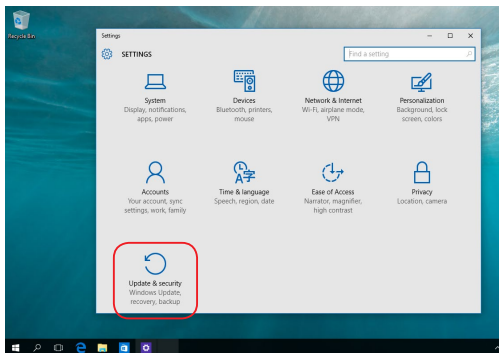 Recycle Bin
Settings
SETTINGS
Find a setting
System
Display, notifications,
apps, power
Devices
Bluetooth, printers,
mouse
Network & Internet
Wi-Fi, airplane mode,
VPN
Personalization
Background, lock
screen, colors
Accounts
Your account, sync
settings, work, family
Time & language
Speech, region, date
Ease of Access
Narrator, magnifier,
high contrast
Privacy
Location, camera
Update & security
Windows Update,
recovery, backup